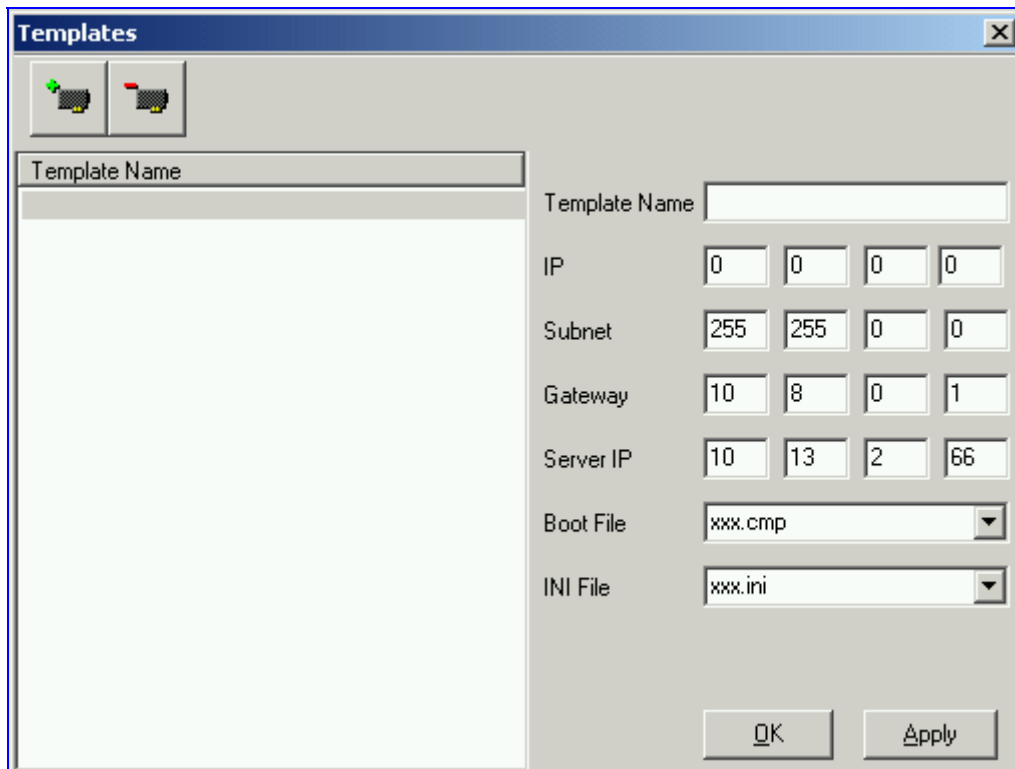 Templates
Template Name
Template Name
IP 0 0 0 0
Subnet 255 255 0 0
Gateway 10 8 0 1
Server IP 10 13 2 66
Boot File xxx.cmp
INI File xxx.ini
OK Apply